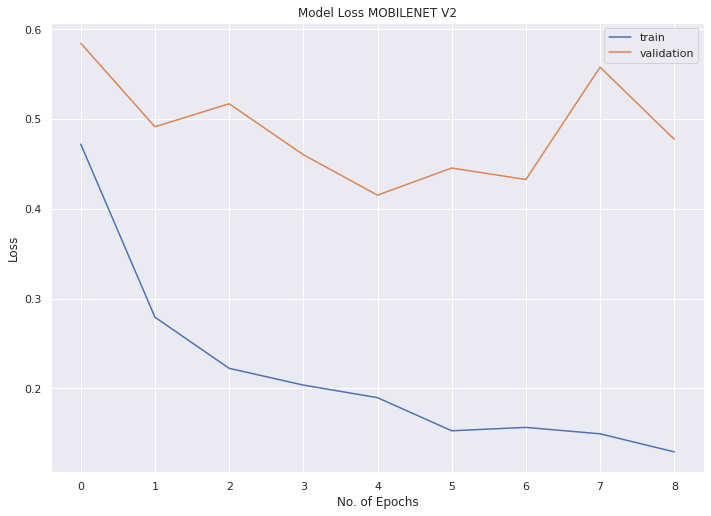 Model Loss MOBILENET V2
train
validation
0.6
0.5
0.4
0.3
0.2
Loss
0 1 2 3 4 5 6 7 8
No. of Epochs